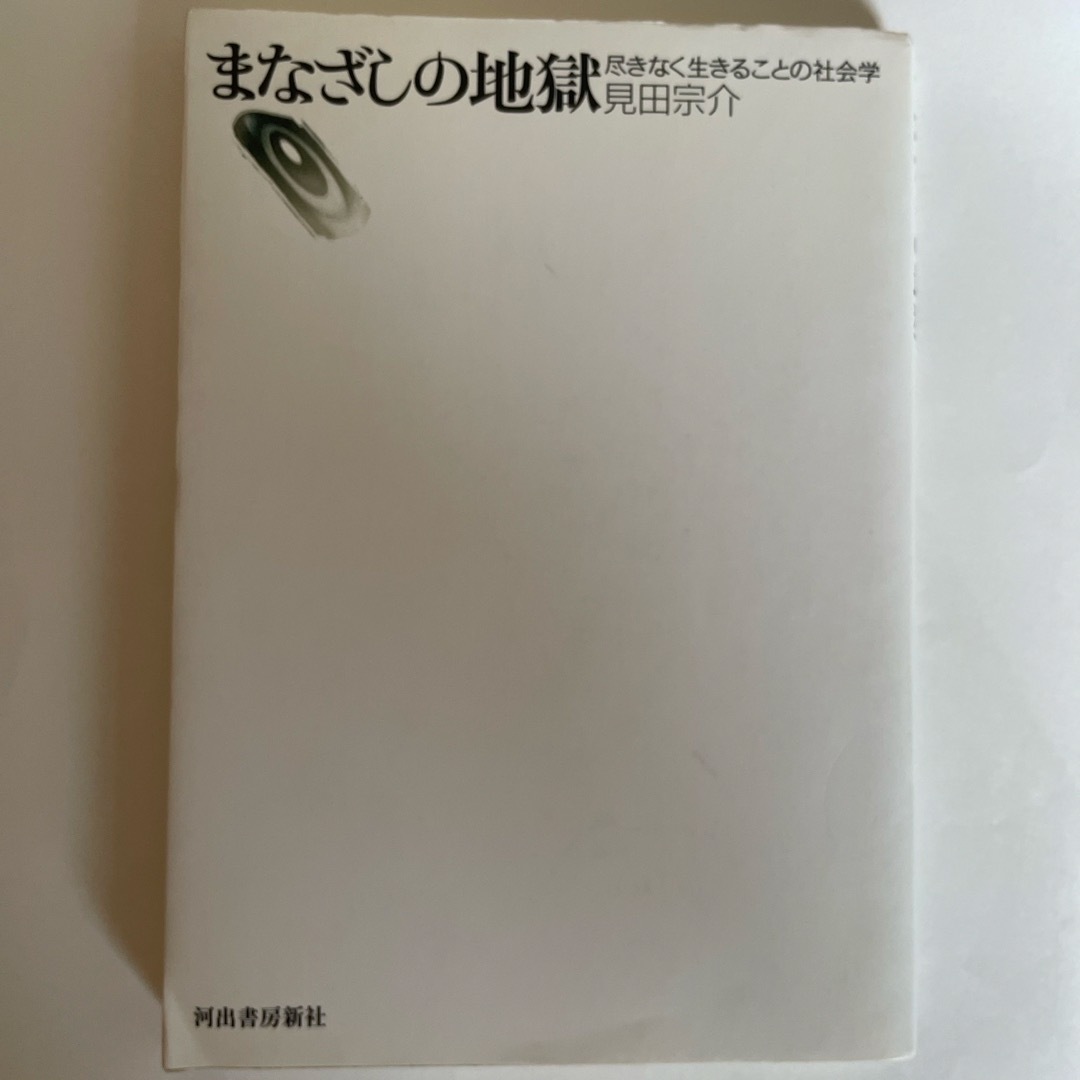 まなざしの地獄
尽きなく生きることの社会学
見田宗介
河出書房新社